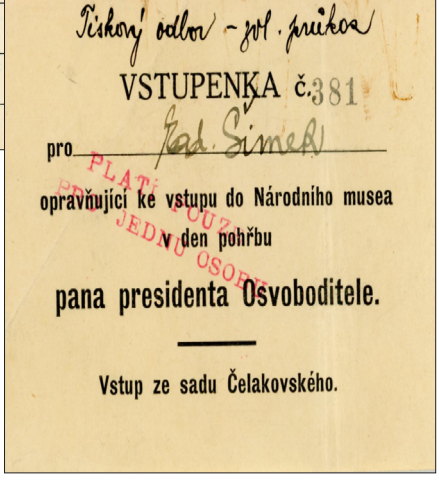 Tiskový odbor – zvl. průkaz
VSTUPENKA č. 381
pro Rad. Šimek
PLATÍ POUZE
PRO JEDNU OSOBU
opravňující ke vstupu do Národního musea
v den pohřbu
pana presidenta Osvoboditele.
Vstup ze sadu Čelakovského.